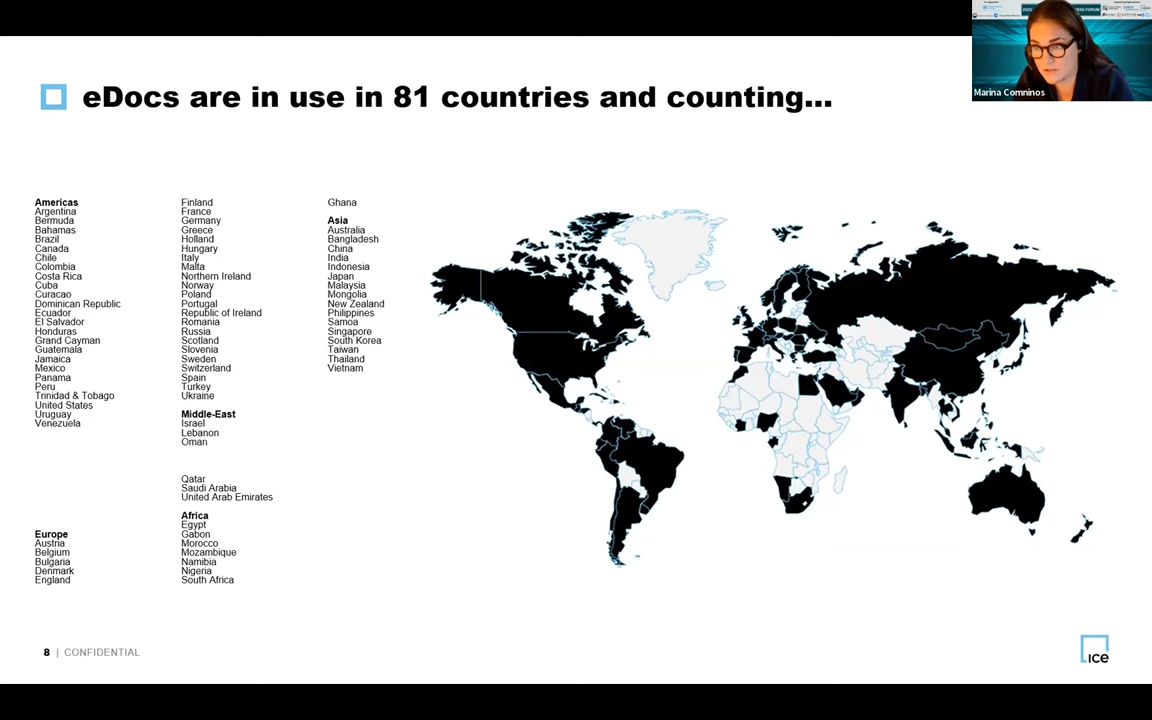 eDocs are in use in 81 countries and counting...
Marina Comninos
Americas
Argentina
Bermuda
Bahamas
Brazil
Canada
Chile
Colombia
Costa Rica
Cuba
Curacao
Dominican Republic
Ecuador
El Salvador
Honduras
Grand Cayman
Guatemala
Jamaica
Mexico
Panama
Peru
Trinidad & Tobago
United States
Uruguay
Venezuela
Europe
Austria
Belgium
Bulgaria
Denmark
England
Finland
France
Germany
Greece
Holland
Hungary
Italy
Malta
Northern Ireland
Norway
Poland
Portugal
Republic of Ireland
Romania
Russia
Scotland
Slovenia
Sweden
Switzerland
Spain
Turkey
Ukraine
Middle-East
Israel
Lebanon
Oman
Qatar
Saudi Arabia
United Arab Emirates
Africa
Egypt
Gabon
Morocco
Mozambique
Namibia
Nigeria
South Africa
Ghana
Asia
Australia
Bangladesh
China
India
Indonesia
Japan
Malaysia
Mongolia
New Zealand
Philippines
Samoa
Singapore
South Korea
Taiwan
Thailand
Vietnam
8 | CONFIDENTIAL
ice